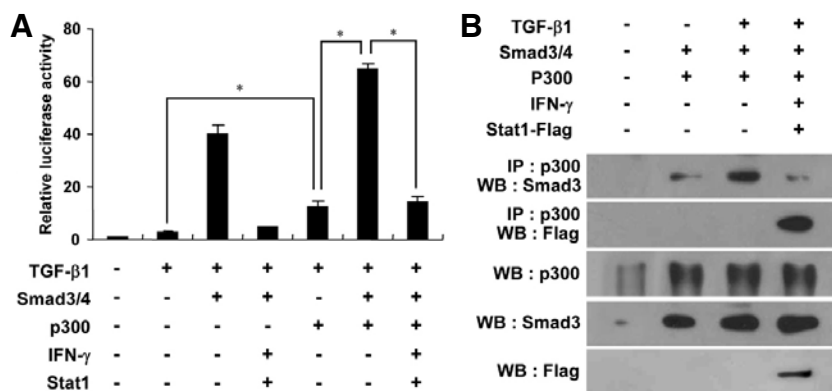 A
Relative luciferase activity
80
60
40
20
0
* * *
TGF-β1 - + + + + + +
Smad3/4 - - + + - + +
p300 - - - - + + +
IFN-γ - - - + - - +
Stat1 - - - + - - +
B
TGF-β1 - - + +
Smad3/4 - + + +
P300 - + + +
IFN-γ - - - +
Stat1-Flag - - - +
IP : p300
WB : Smad3
IP : p300
WB : Flag
WB : p300
WB : Smad3
WB : Flag